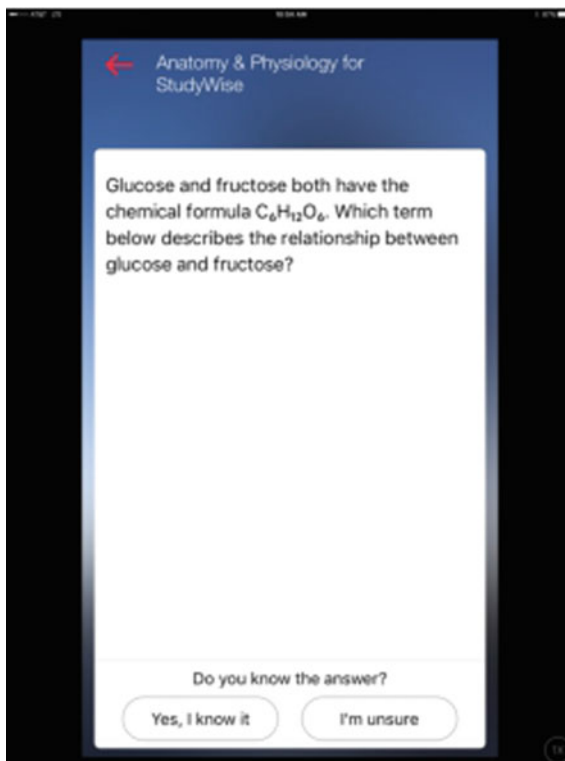 Anatomy & Physiology for
StudyWise
Glucose and fructose both have the
chemical formula C₆H₁₂O₆. Which term
below describes the relationship between
glucose and fructose?
Do you know the answer?
Yes, I know it
I'm unsure